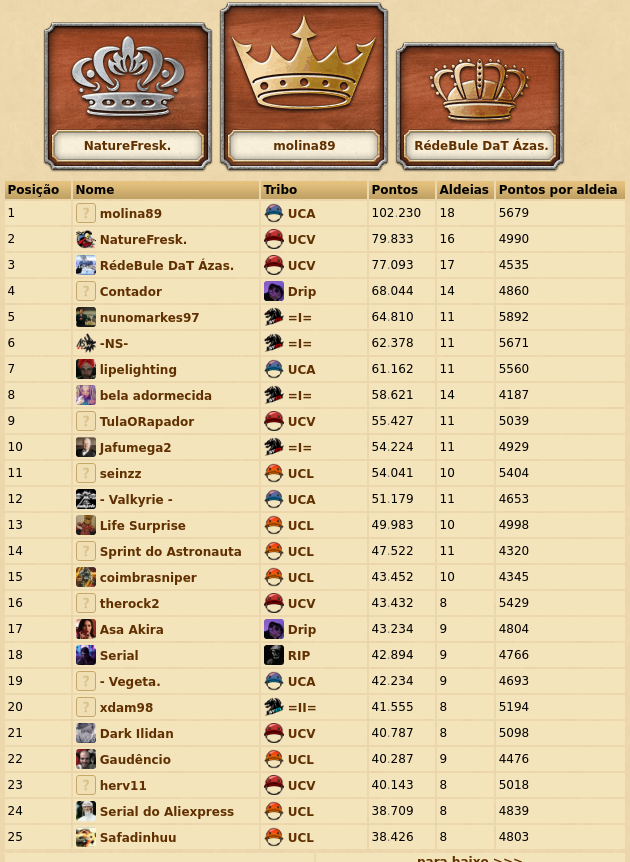 NatureFresk.
molina89
RédeBule DaT Ázas.
Posição Nome Tribo Pontos Aldeias Pontos por aldeia
1 molina89 UCA 102.230 18 5679
2 NatureFresk. UCV 79.833 16 4990
3 RédeBule DaT Ázas. UCV 77.093 17 4535
4 Contador Drip 68.044 14 4860
5 nunomarkes97 =I= 64.810 11 5892
6 -NS- =I= 62.378 11 5671
7 lipelighting UCA 61.162 11 5560
8 bela adormecida =I= 58.621 14 4187
9 TulaORapador UCV 55.427 11 5039
10 Jafumega2 =I= 54.224 11 4929
11 seinzz UCL 54.041 10 5404
12 - Valkyrie - UCA 51.179 11 4653
13 Life Surprise UCL 49.983 10 4998
14 Sprint do Astronauta UCL 47.522 11 4320
15 coimbrasniper UCL 43.452 10 4345
16 therock2 UCV 43.432 8 5429
17 Asa Akira Drip 43.234 9 4804
18 Serial RIP 42.894 9 4766
19 - Vegeta. UCA 42.234 9 4693
20 xdam98 =II= 41.555 8 5194
21 Dark Ilidan UCV 40.787 8 5098
22 Gaudêncio UCL 40.287 9 4476
23 herv11 UCV 40.143 8 5018
24 Serial do Aliexpress UCL 38.709 8 4839
25 Safadinhuu UCL 38.426 8 4803
para baixo >>>